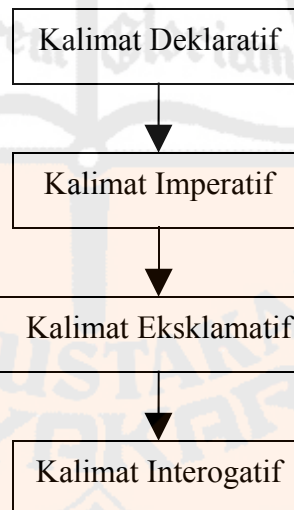 Kalimat Deklaratif
Kalimat Imperatif
Kalimat Eksklamatif
Kalimat Interogatif